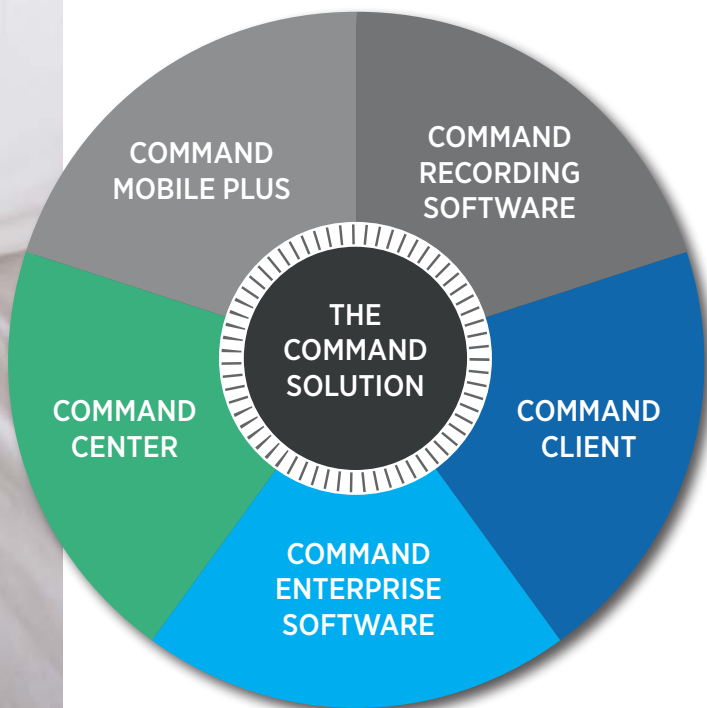 COMMAND
MOBILE PLUS
COMMAND
RECORDING
SOFTWARE
THE
COMMAND
SOLUTION
COMMAND
CENTER
COMMAND
CLIENT
COMMAND
ENTERPRISE
SOFTWARE